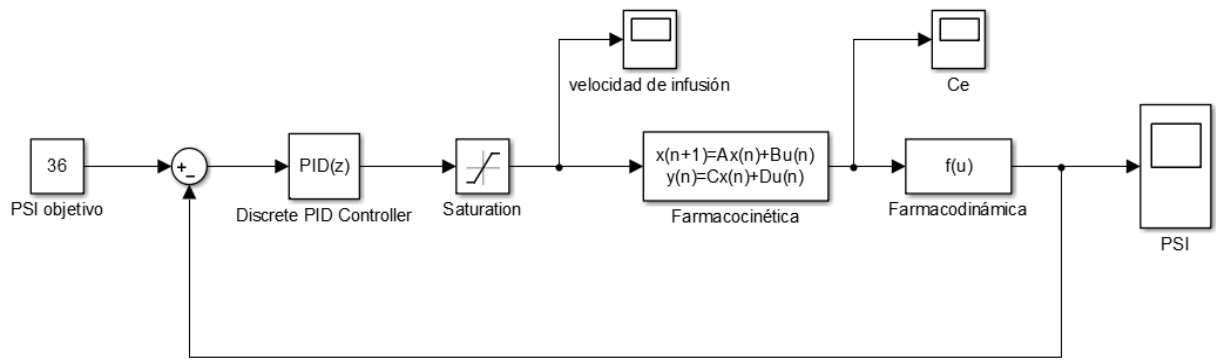 velocidad de infusión
Ce
36
PSI objetivo
+
−
PID(z)
Discrete PID Controller
Saturation
x(n+1)=Ax(n)+Bu(n)
y(n)=Cx(n)+Du(n)
Farmacocinética
f(u)
Farmacodinámica
PSI